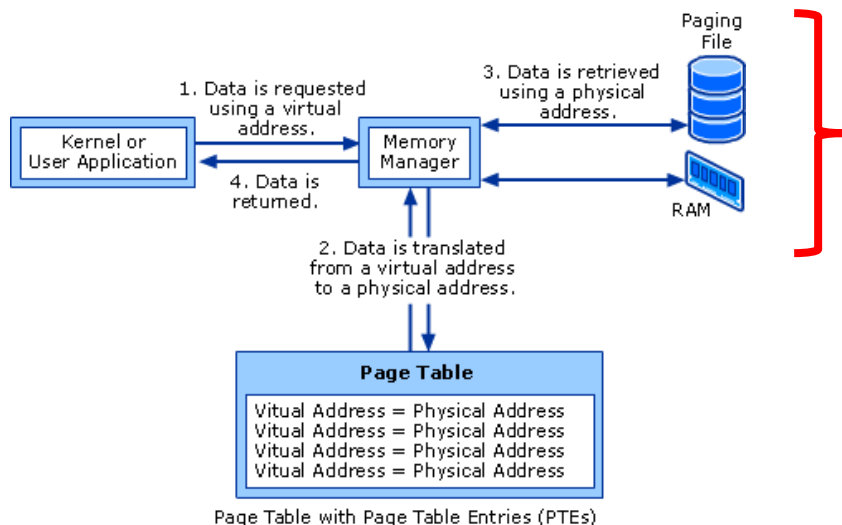 Paging
File
1. Data is requested
using a virtual
address.
3. Data is retrieved
using a physical
address.
Kernel or
User Application
Memory
Manager
4. Data is
returned.
RAM
2. Data is translated
from a virtual address
to a physical address.
Page Table
Vitual Address = Physical Address
Vitual Address = Physical Address
Vitual Address = Physical Address
Vitual Address = Physical Address
Page Table with Page Table Entries (PTEs)